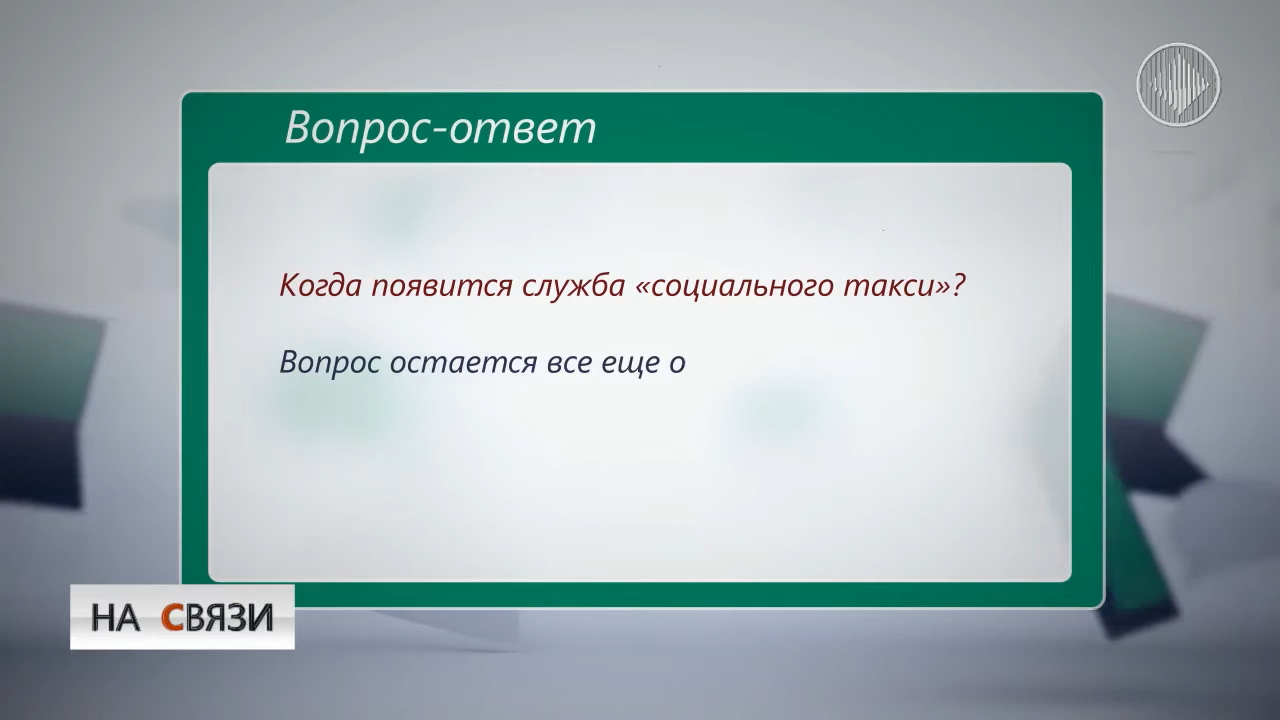 Вопрос-ответ
Когда появится служба «социального такси»?
Вопрос остается все еще о
НА СВЯЗИ